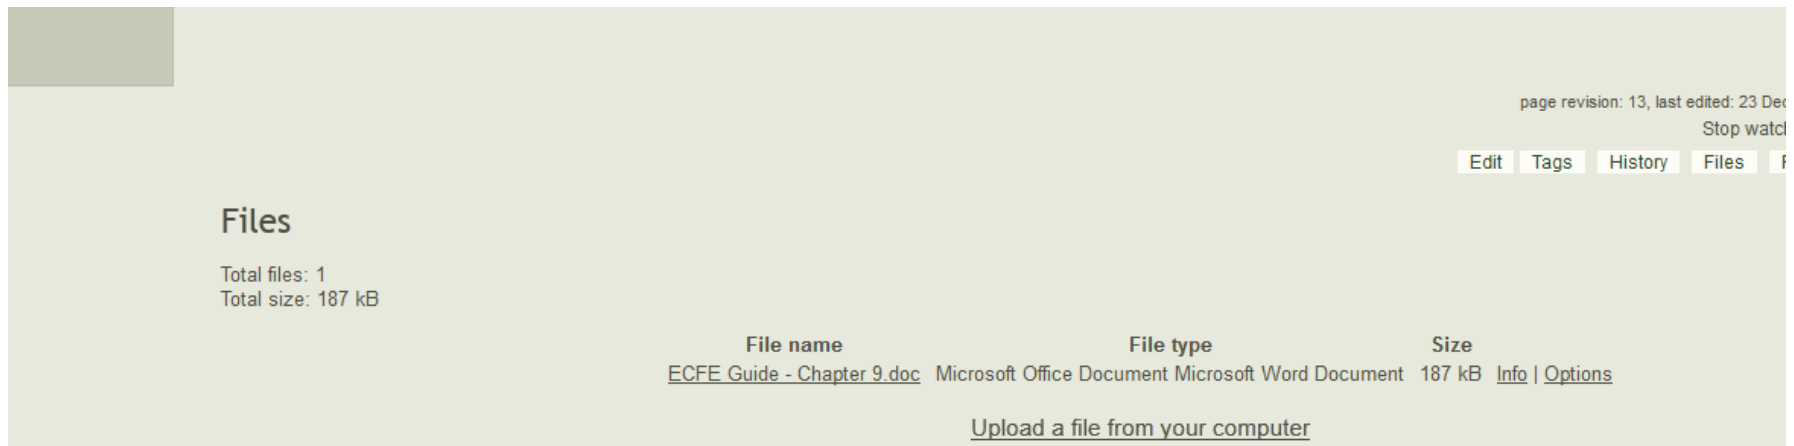 page revision: 13, last edited: 23 Dec
Stop watch
Edit Tags History Files
Files
Total files: 1
Total size: 187 kB
File name File type Size
ECFE Guide - Chapter 9.doc Microsoft Office Document Microsoft Word Document 187 kB Info | Options
Upload a file from your computer